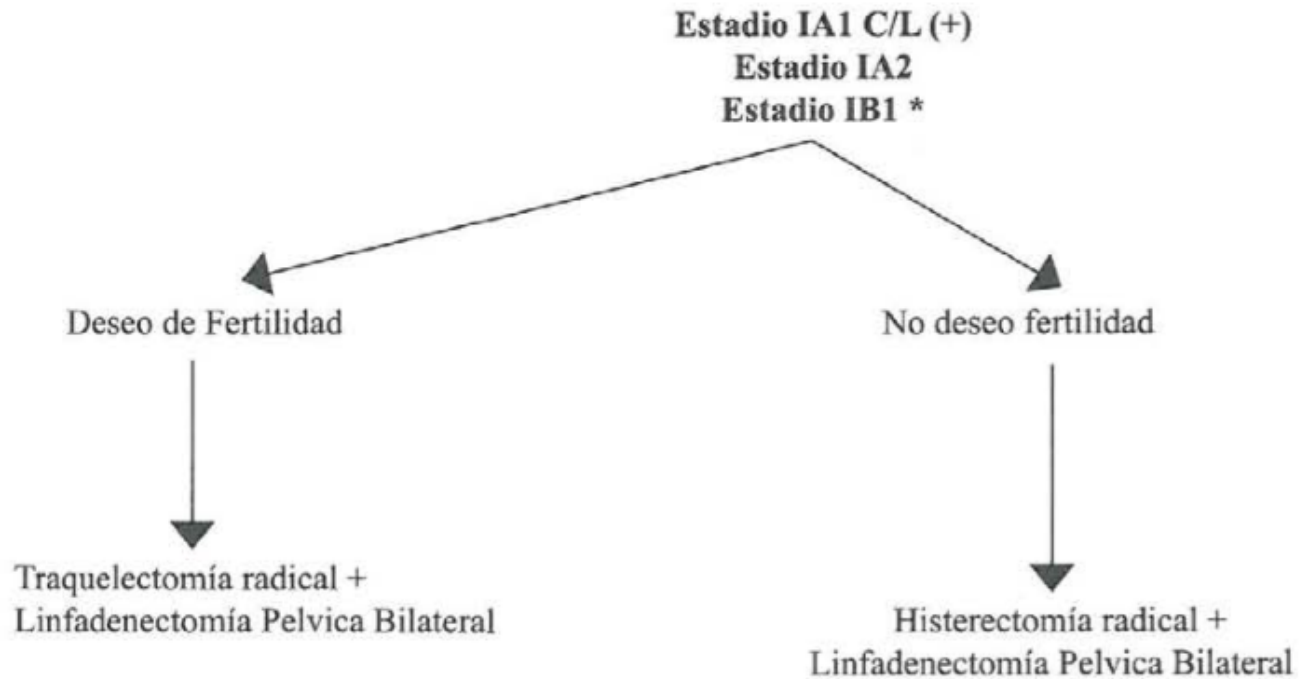 Estadio IA1 C/L (+)
Estadio IA2
Estadio IB1 *
Deseo de Fertilidad
No deseo fertilidad
Traquelectomía radical +
Linfadenectomía Pelvica Bilateral
Histerectomía radical +
Linfadenectomía Pelvica Bilateral